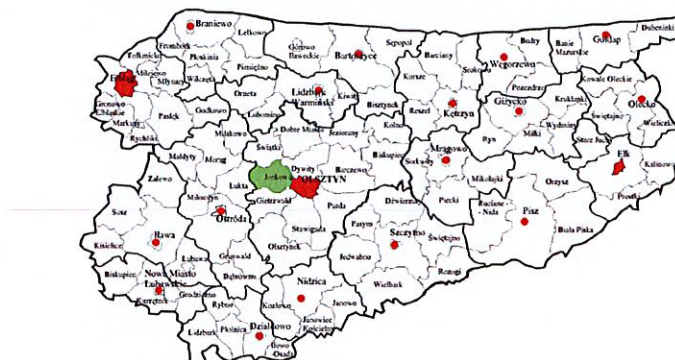 Braniewo
Lelkowo
Frombork
Płoskinia
Tolkmicko
Pieniężno
Milejewo
Wilczęta
Młynary
Elbląg
Gronowo
Elbląskie
Markusy
Rychliki
Pasłęk
Godkowo
Orneta
Lubomino
Górowo
Iławeckie
Bartoszyce
Sępopol
Lidzbark
Warmiński
Kiwity
Bisztynek
Barciany
Korsze
Srokowo
Reszel
Kętrzyn
Węgorzewo
Budry
Pozezdrze
Banie
Mazurskie
Gołdap
Dubeninki
Kowale Oleckie
Olecko
Świętajno
Wieliczki
Giżycko
Kruklanki
Wydminy
Miłki
Ryn
Stare Juchy
Ełk
Kalinowo
Prostki
Miłakowo
Małdyty
Morąg
Zalewo
Łukta
Miłomłyn
Ostróda
Susz
Kisielice
Iława
Lubawa
Grunwald
Dąbrówno
Biskupiec
Nowe Miasto
Lubawskie
Kurzętnik
Grodziczno
Świątki
Dobre Miasto
Jeziorany
Kolno
Dywity
OLSZTYN
Jonkowo
Gietrzwałd
Barczewo
Biskupiec
Purda
Stawiguda
Olsztynek
Sorkwity
Mrągowo
Mikołajki
Piecki
Dźwierzuty
Pasym
Szczytno
Świętajno
Jedwabno
Wielbark
Rozogi
Ruciane
- Nida
Orzysz
Pisz
Biała Piska
Nidzica
Kozłowo
Janowo
Janowiec
Kościelny
Rybno
Lidzbark
Płośnica
Działdowo
Iłowo
-Osada